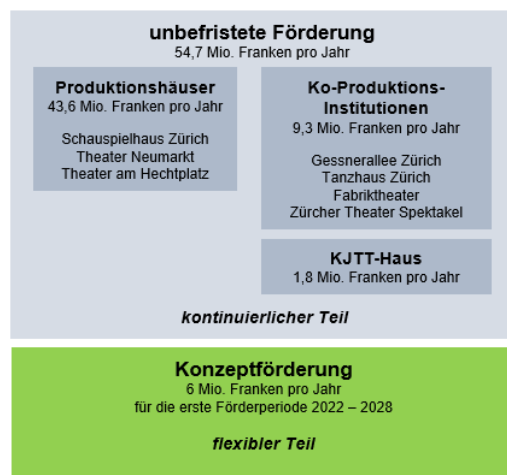 unbefristete Förderung
54,7 Mio. Franken pro Jahr
Produktionshäuser
43,6 Mio. Franken pro Jahr
Schauspielhaus Zürich
Theater Neumarkt
Theater am Hechtplatz
Ko-Produktions-
Institutionen
9,3 Mio. Franken pro Jahr
Gessnerallee Zürich
Tanzhaus Zürich
Fabriktheater
Zürcher Theater Spektakel
KJTT-Haus
1,8 Mio. Franken pro Jahr
kontinuierlicher Teil
Konzeptförderung
6 Mio. Franken pro Jahr
für die erste Förderperiode 2022 – 2028
flexibler Teil